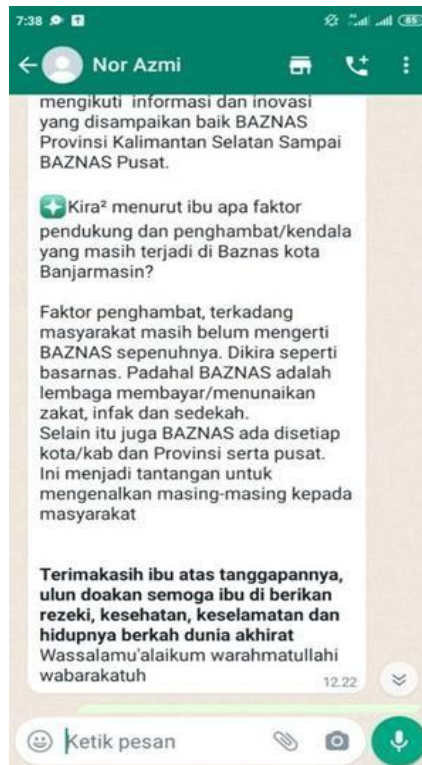 7:38
85
Nor Azmi
mengikuti informasi dan inovasi
yang disampaikan baik BAZNAS
Provinsi Kalimantan Selatan Sampai
BAZNAS Pusat.
Kira² menurut ibu apa faktor
pendukung dan penghambat/kendala
yang masih terjadi di Baznas kota
Banjarmasin?
Faktor penghambat, terkadang
masyarakat masih belum mengerti
BAZNAS sepenuhnya. Dikira seperti
basarnas. Padahal BAZNAS adalah
lembaga membayar/menunaikan
zakat, infak dan sedekah.
Selain itu juga BAZNAS ada disetiap
kota/kab dan Provinsi serta pusat.
Ini menjadi tantangan untuk
mengenalkan masing-masing kepada
masyarakat
Terimakasih ibu atas tanggapannya,
ulun doakan semoga ibu di berikan
rezeki, kesehatan, keselamatan dan
hidupnya berkah dunia akhirat
Wassalamu'alaikum warahmatullahi
wabarakatuh
12.22
Ketik pesan